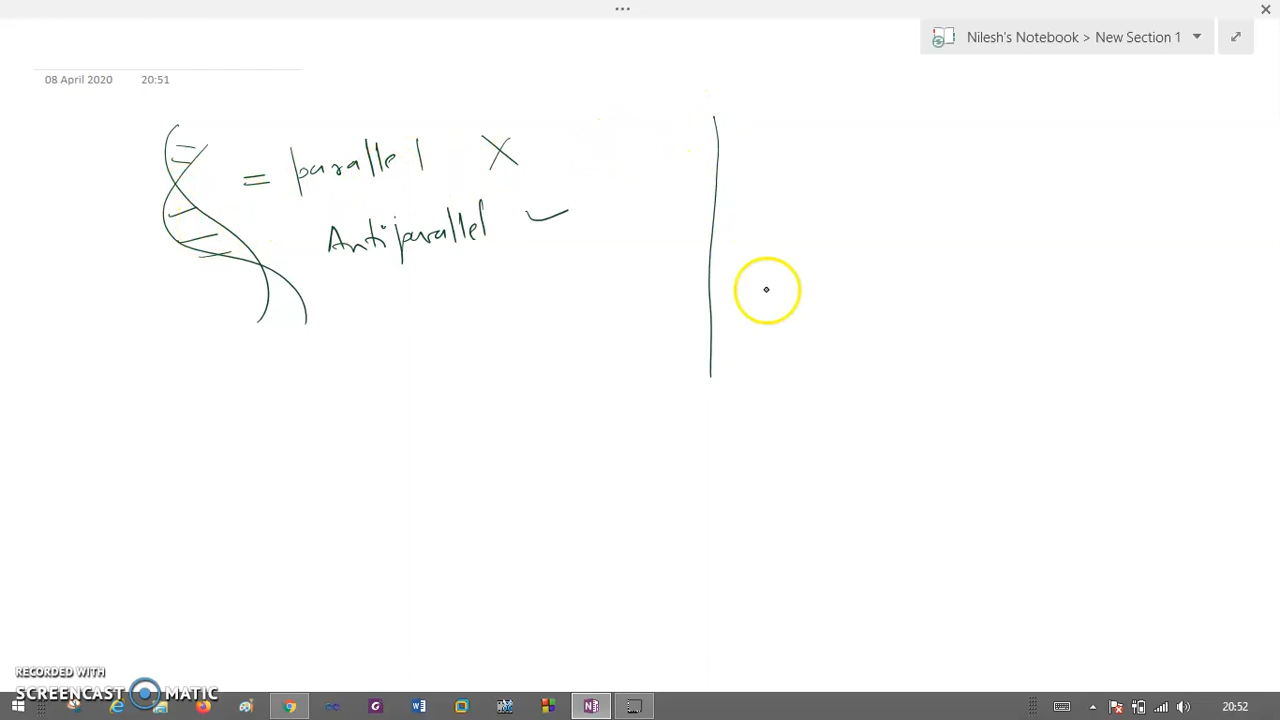 Nilesh's Notebook > New Section 1
08 April 2020 20:51
= parallel X
Antiparallel ✓
RECORDED WITH
SCREENCAST MATIC
20:52